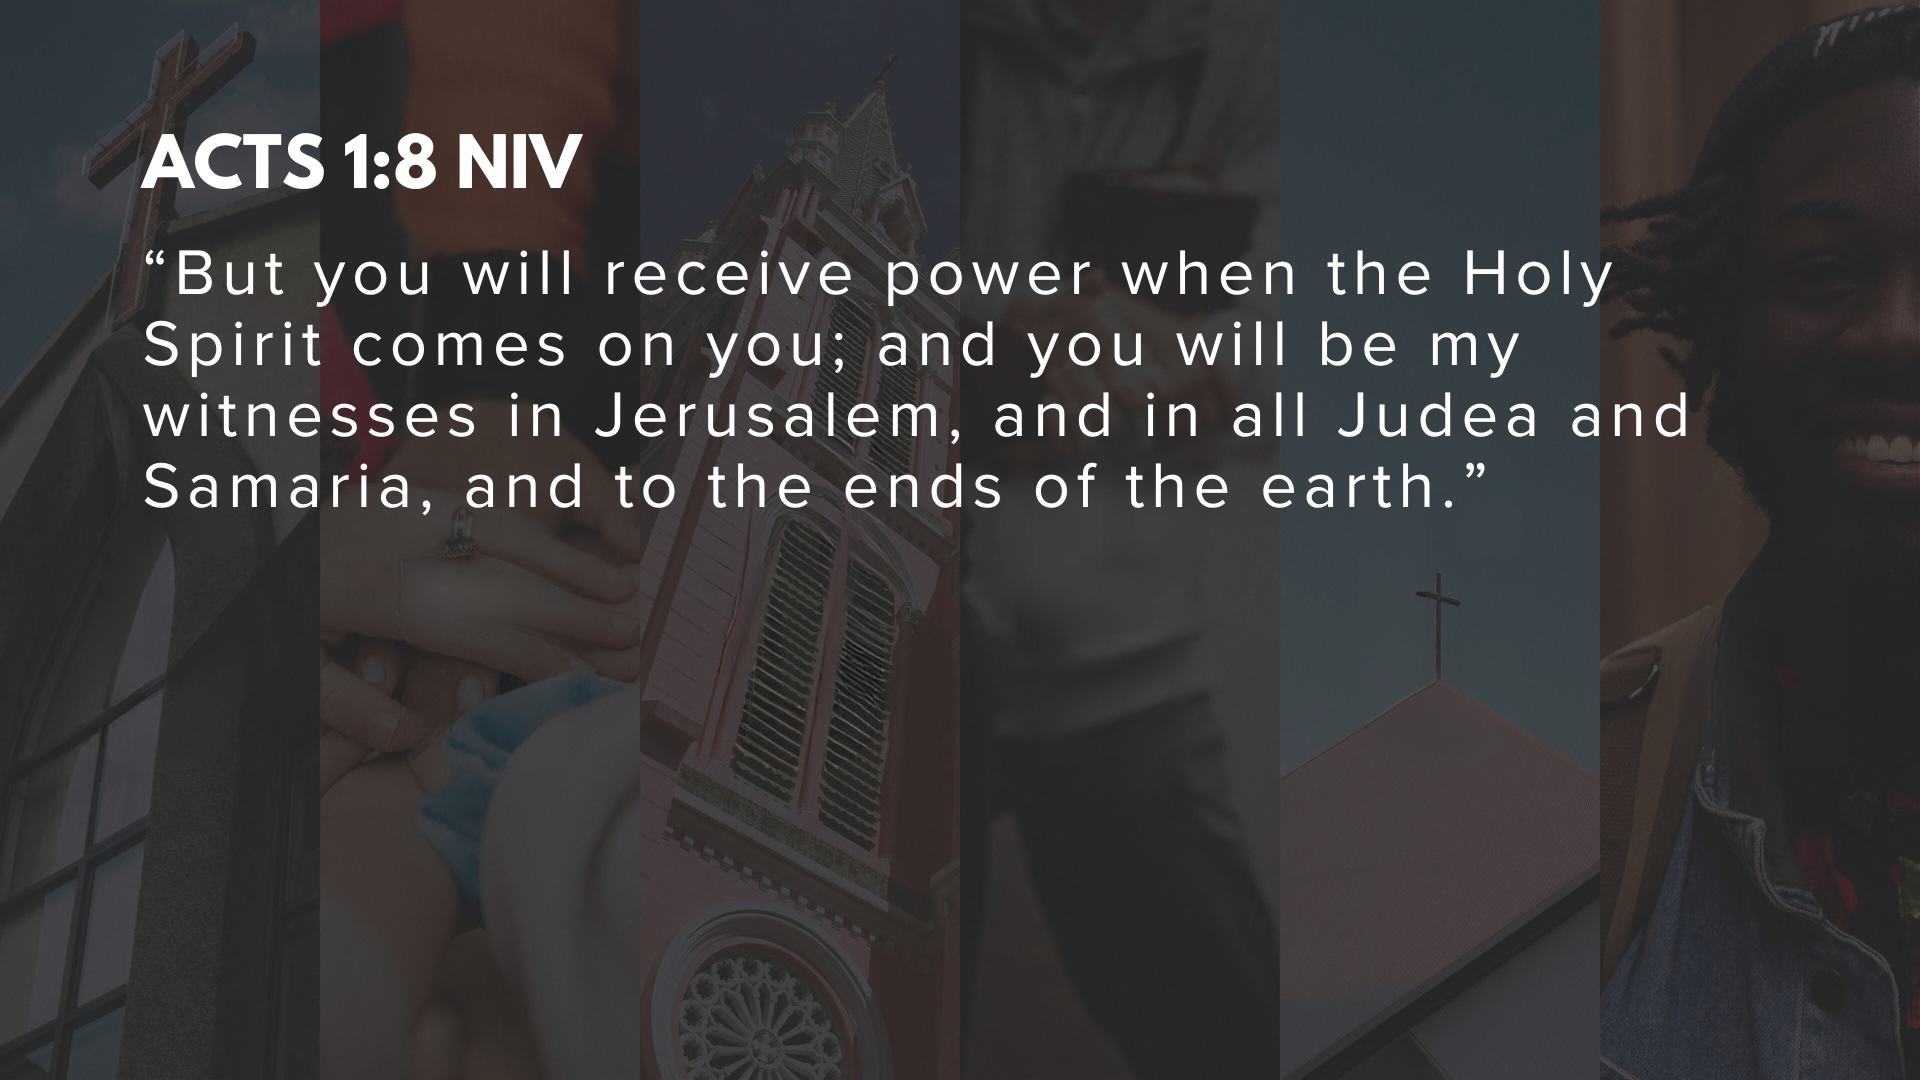 ACTS 1:8 NIV
“But you will receive power when the Holy
Spirit comes on you; and you will be my
witnesses in Jerusalem, and in all Judea and
Samaria, and to the ends of the earth.”